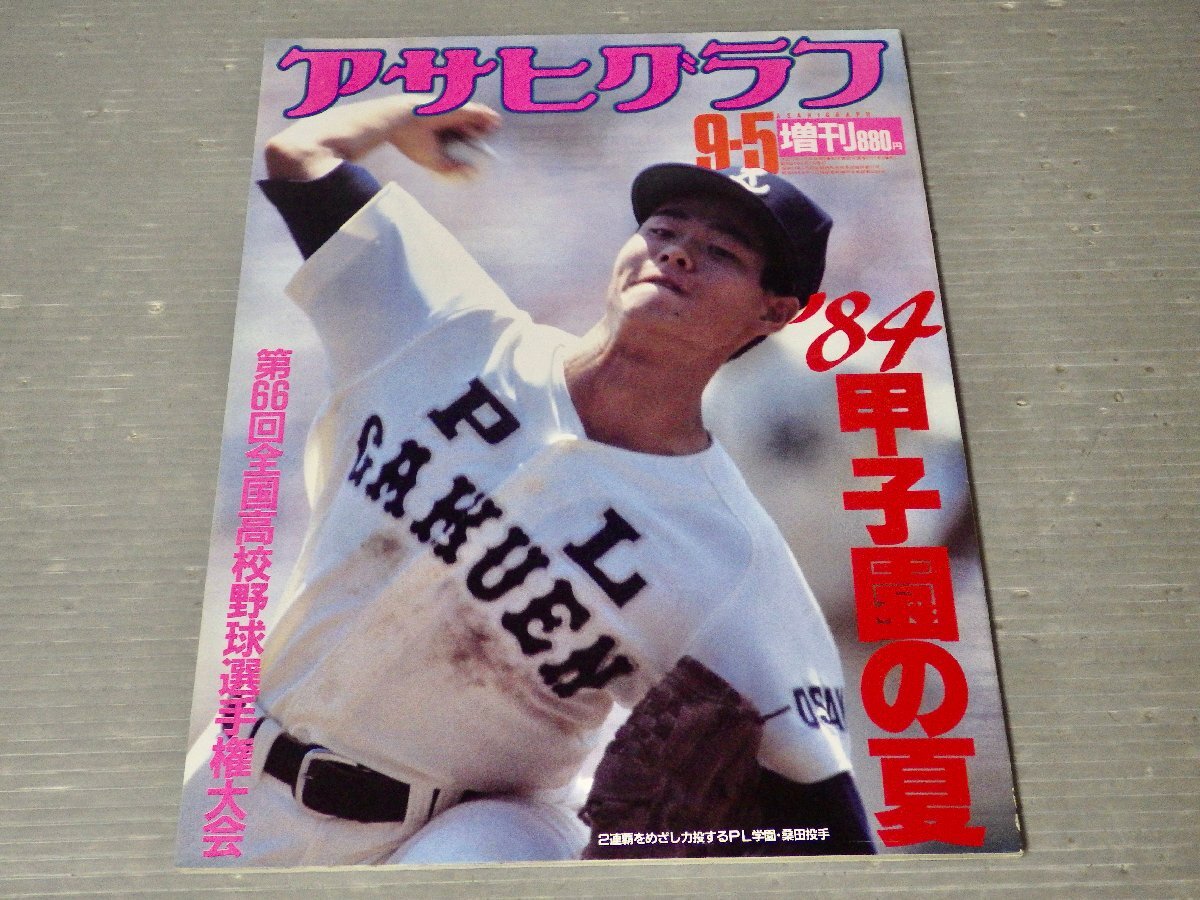 アサヒグラフ
ASAHIGRAPH
9-5
増刊880円
'84
甲子園の夏
第66回全国高校野球選手権大会
PL
GAKUEN
OSAK
2連覇をめざし力投するPL学園・桑田投手